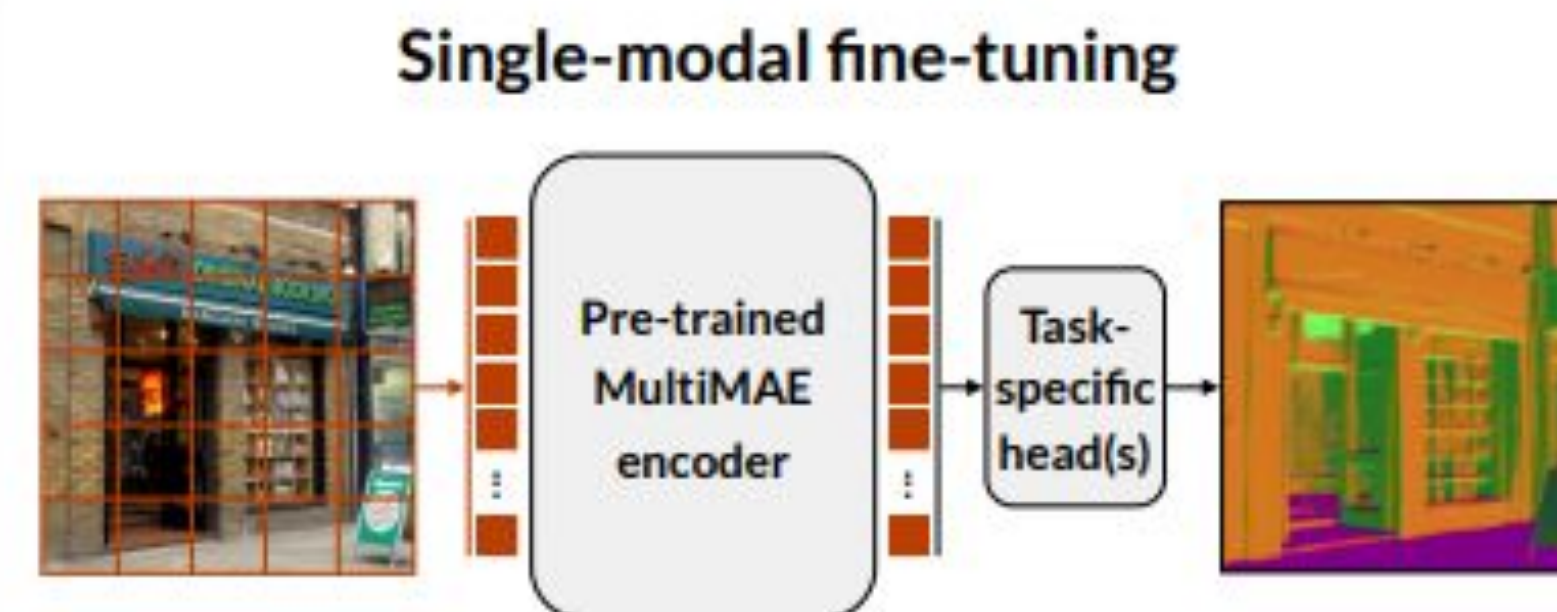 Single-modal fine-tuning
Pre-trained
MultiMAE
encoder
Task-
specific
head(s)